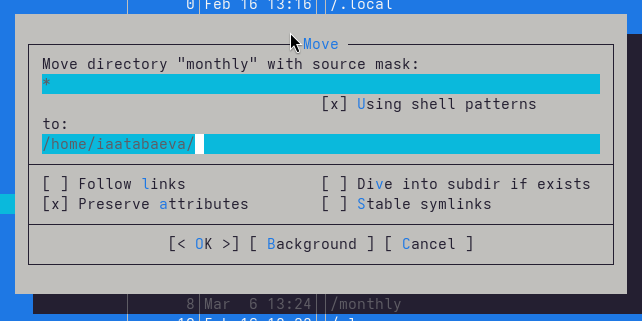 0 Feb 16 13:16 /.local
Move
Move directory "monthly" with source mask:
*
[x] Using shell patterns
to:
/home/iaatabaeva/
[ ] Follow links [ ] Dive into subdir if exists
[x] Preserve attributes [ ] Stable symlinks
[< OK >] [ Background ] [ Cancel ]
8 Mar 6 13:24 /monthly